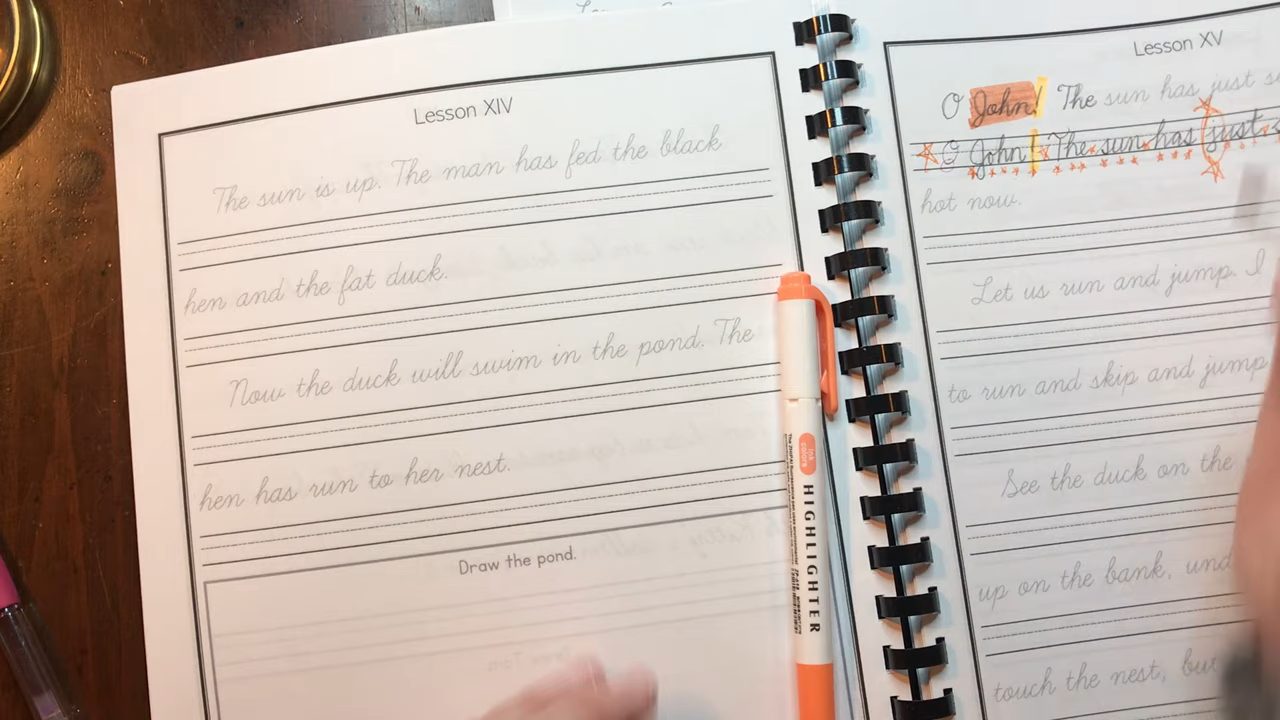 Lesson XIV
The sun is up. The man has fed the black
hen and the fat duck.
Now the duck will swim in the pond. The
hen has run to her nest.
Draw the pond.
HIGHLIGHTER
Lesson XV
O John! The sun has just
O John! The sun has just
hot now.
Let us run and jump. I
to run and skip and jump
See the duck on the
up on the bank,
touch the nest, but